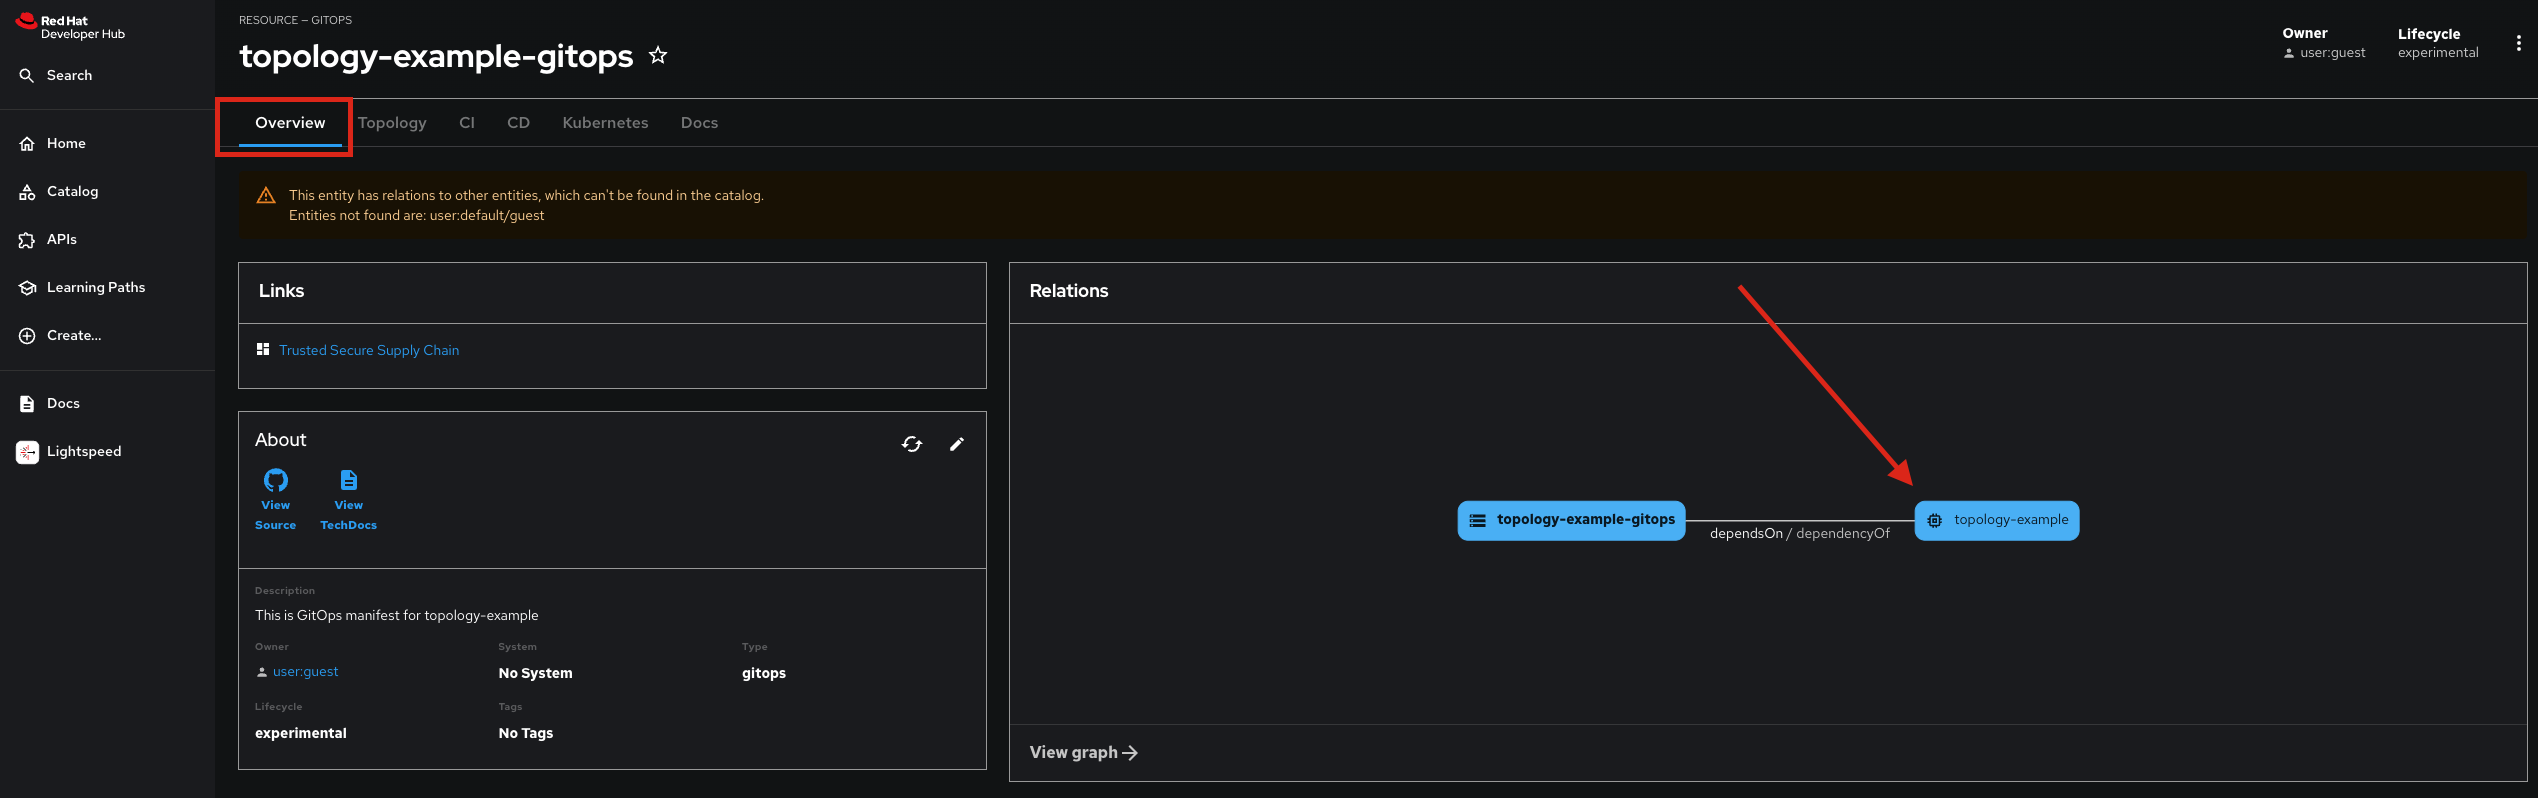 Red Hat
Developer Hub
Search
Home
Catalog
APIs
Learning Paths
Create...
Docs
Lightspeed
RESOURCE — GITOPS
topology-example-gitops
Owner
user:guest
Lifecycle
experimental
Overview
Topology
CI
CD
Kubernetes
Docs
This entity has relations to other entities, which can't be found in the catalog.
Entities not found are: user:default/guest
Links
Trusted Secure Supply Chain
About
View
Source
View
TechDocs
Description
This is GitOps manifest for topology-example
Owner
user:guest
System
No System
Type
gitops
Lifecycle
experimental
Tags
No Tags
Relations
topology-example-gitops
dependsOn / dependencyOf
topology-example
View graph